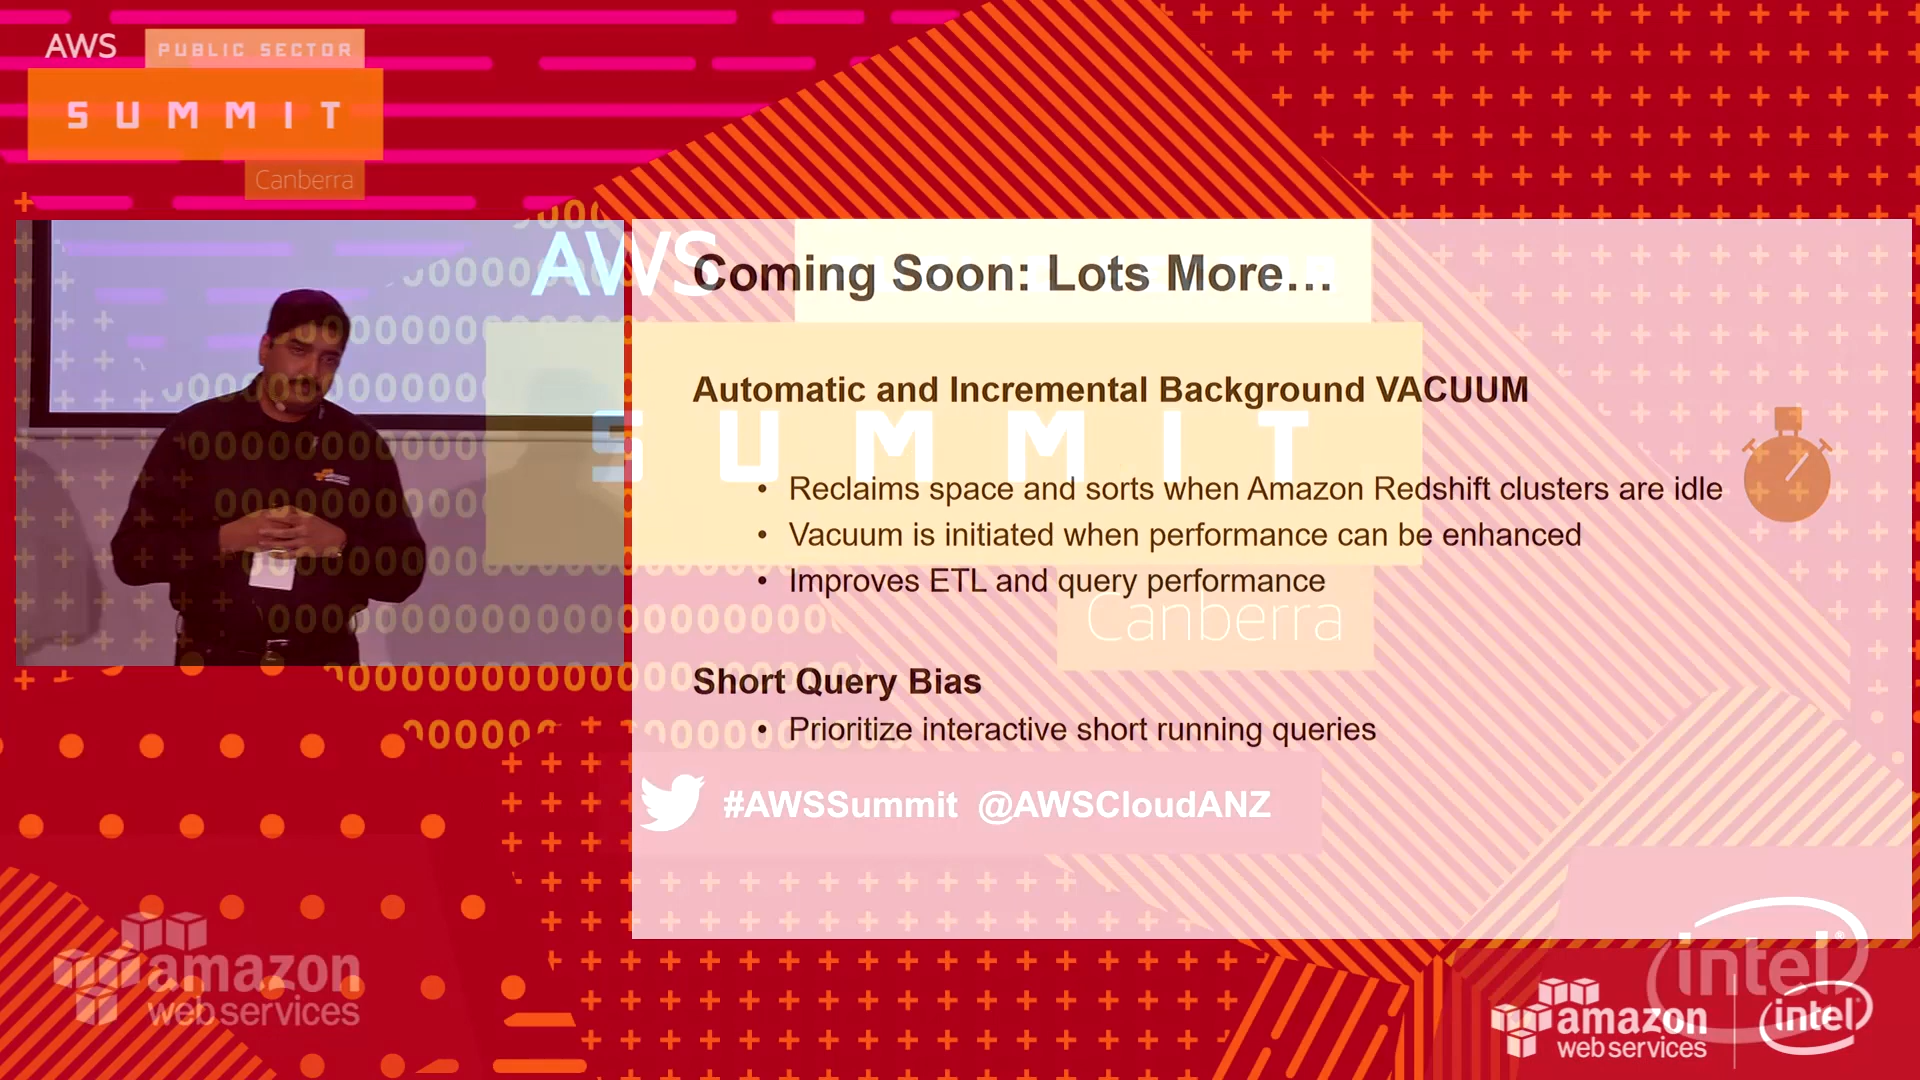 AWS PUBLIC SECTOR
SUMMIT
Canberra
AWS
Coming Soon: Lots More…
Automatic and Incremental Background VACUUM
SUMMIT
• Reclaims space and sorts when Amazon Redshift clusters are idle
• Vacuum is initiated when performance can be enhanced
• Improves ETL and query performance
Canberra
Short Query Bias
• Prioritize interactive short running queries
#AWSSummit @AWSCloudANZ
amazon
web services
intel
amazon
web services
intel